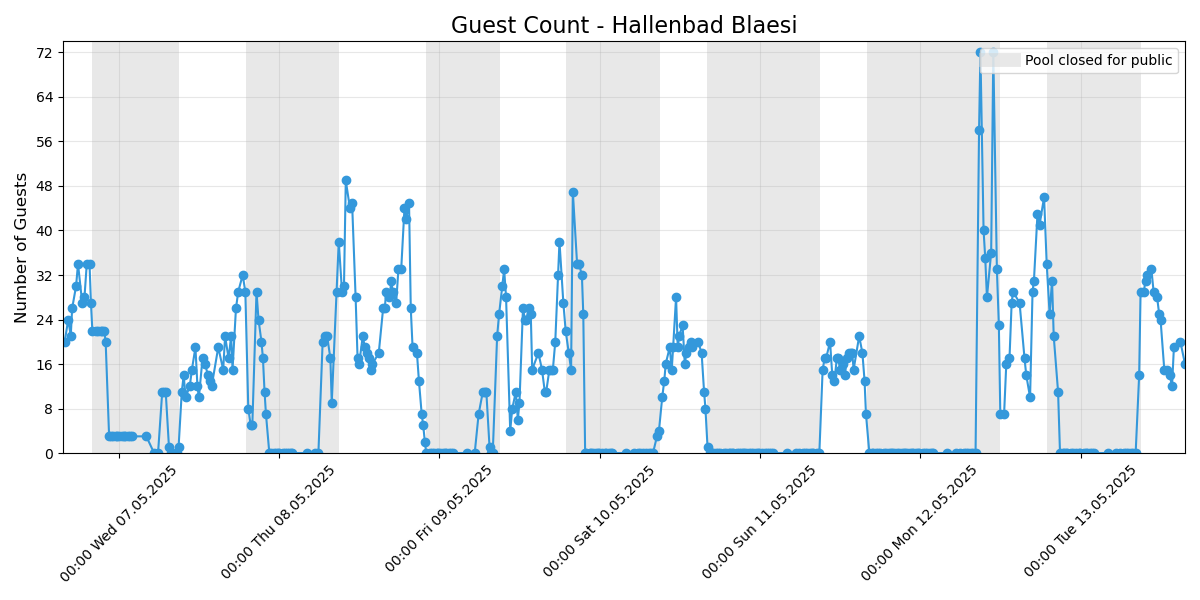 Guest Count - Hallenbad Blaesi
Pool closed for public
Number of Guests
72
64
56
48
40
32
24
16
8
0
00:00 Wed 07.05.2025
00:00 Thu 08.05.2025
00:00 Fri 09.05.2025
00:00 Sat 10.05.2025
00:00 Sun 11.05.2025
00:00 Mon 12.05.2025
00:00 Tue 13.05.2025